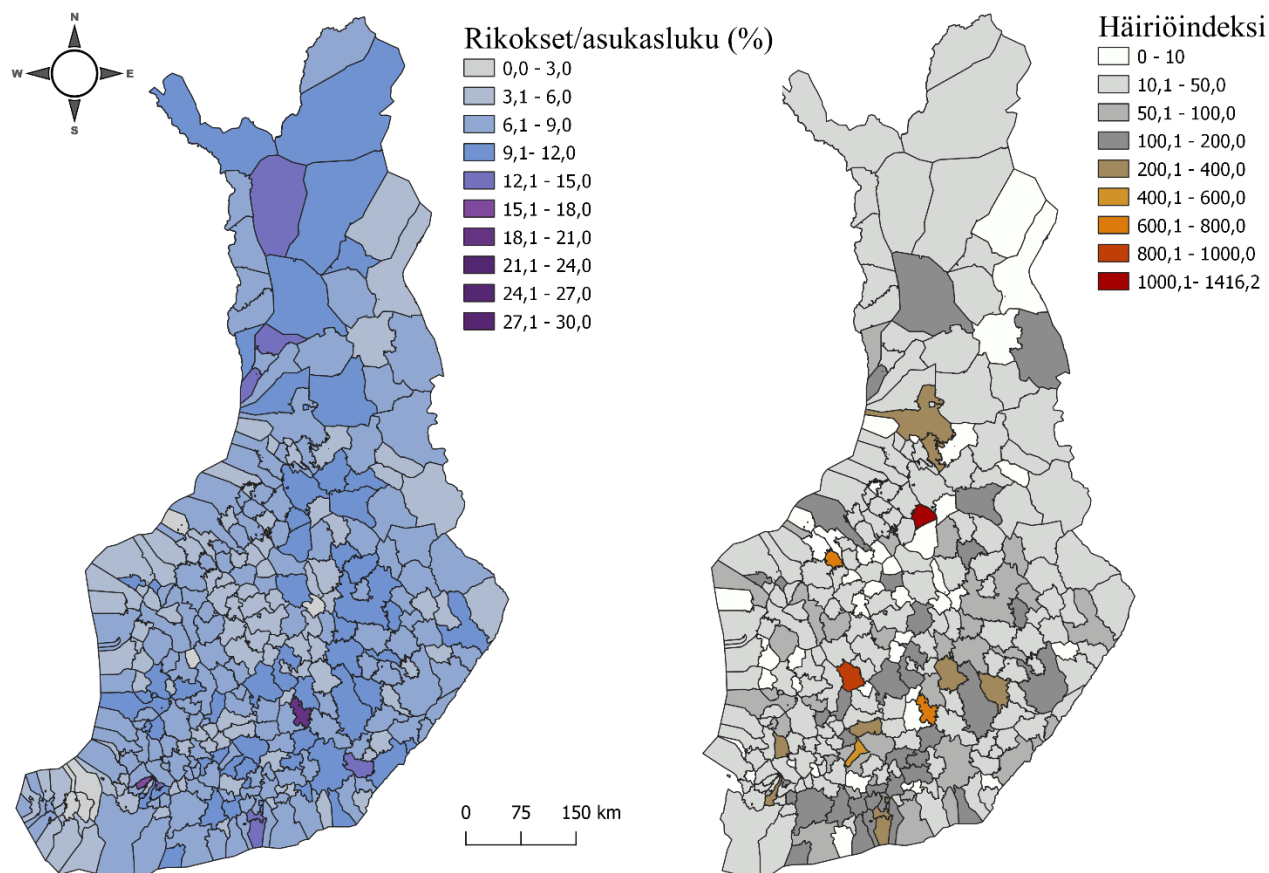 N
W
E
S
Rikokset/asukasluku (%)
0,0 - 3,0
3,1 - 6,0
6,1 - 9,0
9,1- 12,0
12,1 - 15,0
15,1 - 18,0
18,1 - 21,0
21,1 - 24,0
24,1 - 27,0
27,1 - 30,0
0 75 150 km
Häiriöindeksi
0 - 10
10,1 - 50,0
50,1 - 100,0
100,1 - 200,0
200,1 - 400,0
400,1 - 600,0
600,1 - 800,0
800,1 - 1000,0
1000,1- 1416,2